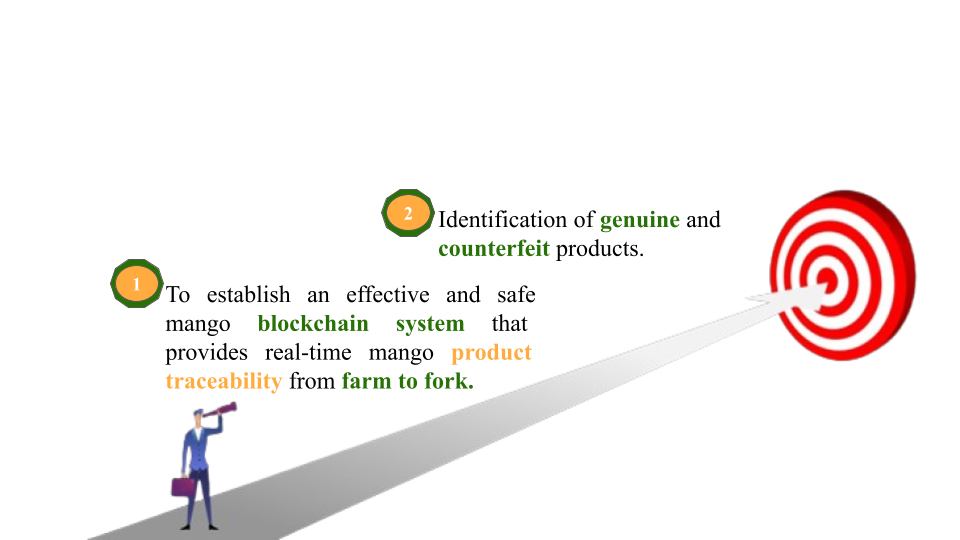 1
To establish an effective and safe
mango blockchain system that
provides real-time mango product
traceability from farm to fork.
2
Identification of genuine and
counterfeit products.